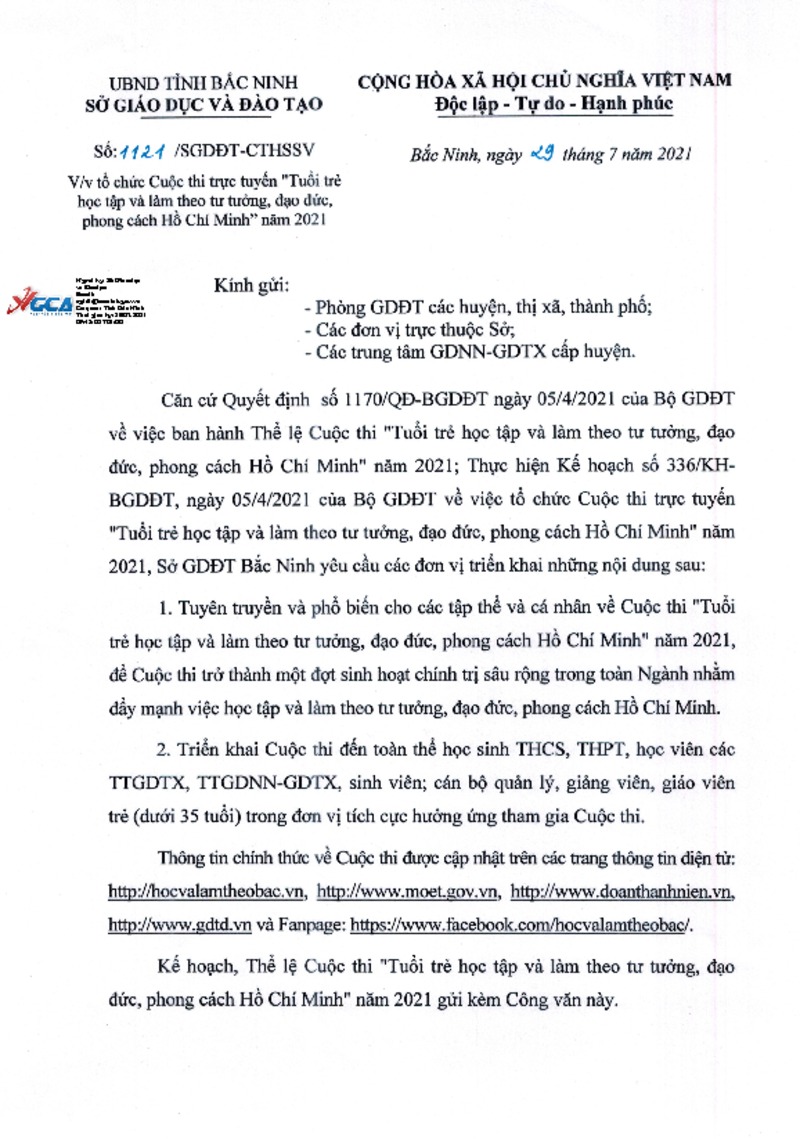 UBND TỈNH BẮC NINH
SỞ GIÁO DỤC VÀ ĐÀO TẠO
CỘNG HÒA XÃ HỘI CHỦ NGHĨA VIỆT NAM
Độc lập - Tự do - Hạnh phúc
Số: 1121 /SGDĐT-CTHSSV
Bắc Ninh, ngày 29 tháng 7 năm 2021
V/v tổ chức Cuộc thi trực tuyến "Tuổi trẻ
học tập và làm theo tư tưởng, đạo đức,
phong cách Hồ Chí Minh” năm 2021
VGCA
Kính gửi:
- Phòng GDĐT các huyện, thị xã, thành phố;
- Các đơn vị trực thuộc Sở;
- Các trung tâm GDNN-GDTX cấp huyện.
Căn cứ Quyết định số 1170/QĐ-BGDĐT ngày 05/4/2021 của Bộ GDĐT
về việc ban hành Thể lệ Cuộc thi "Tuổi trẻ học tập và làm theo tư tưởng, đạo
đức, phong cách Hồ Chí Minh" năm 2021; Thực hiện Kế hoạch số 336/KH-
BGDĐT, ngày 05/4/2021 của Bộ GDĐT về việc tổ chức Cuộc thi trực tuyến
"Tuổi trẻ học tập và làm theo tư tưởng, đạo đức, phong cách Hồ Chí Minh" năm
2021, Sở GDĐT Bắc Ninh yêu cầu các đơn vị triển khai những nội dung sau:
1. Tuyên truyền và phổ biến cho các tập thể và cá nhân về Cuộc thi "Tuổi
trẻ học tập và làm theo tư tưởng, đạo đức, phong cách Hồ Chí Minh" năm 2021,
để Cuộc thi trở thành một đợt sinh hoạt chính trị sâu rộng trong toàn Ngành nhằm
đẩy mạnh việc học tập và làm theo tư tưởng, đạo đức, phong cách Hồ Chí Minh.
2. Triển khai Cuộc thi đến toàn thể học sinh THCS, THPT, học viên các
TTGDTX, TTGDNN-GDTX, sinh viên; cán bộ quản lý, giảng viên, giáo viên
trẻ (dưới 35 tuổi) trong đơn vị tích cực hưởng ứng tham gia Cuộc thi.
Thông tin chính thức về Cuộc thi được cập nhật trên các trang thông tin điện tử:
http://hocvalamtheobac.vn, http://www.moet.gov.vn, http://www.doanthanhnien.vn,
http://www.gdtd.vn và Fanpage: https://www.facebook.com/hocvalamtheobac/.
Kế hoạch, Thể lệ Cuộc thi "Tuổi trẻ học tập và làm theo tư tưởng, đạo
đức, phong cách Hồ Chí Minh" năm 2021 gửi kèm Công văn này.